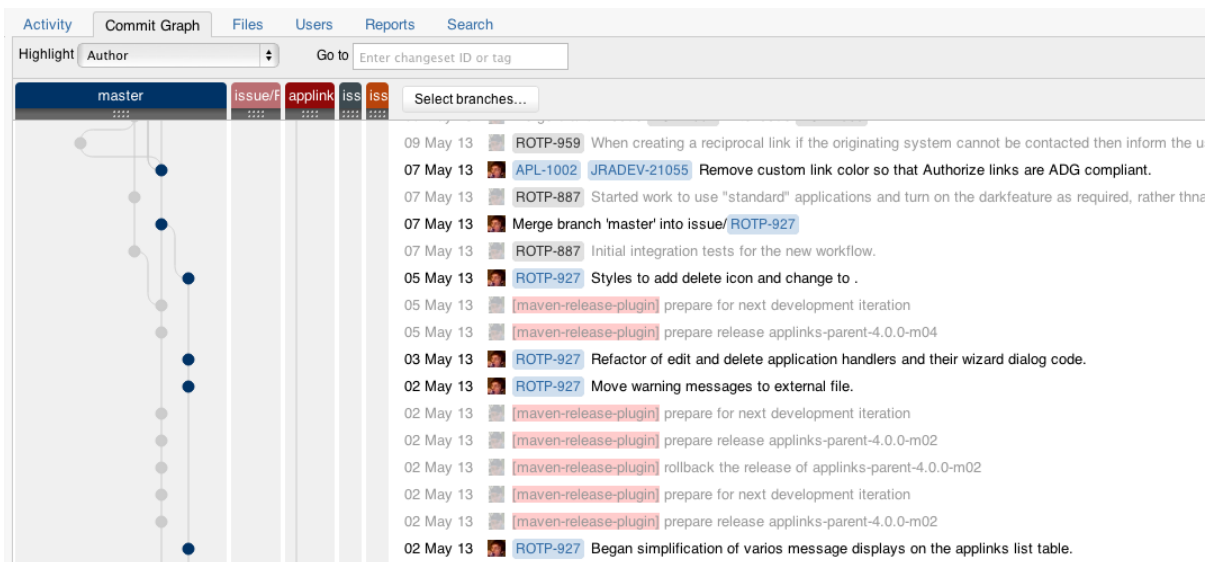 Activity Commit Graph Files Users Reports Search
Highlight Author Go to Enter changeset ID or tag
master issue/F applink iss iss Select branches...
09 May 13 ROTP-959 When creating a reciprocal link if the originating system cannot be contacted then inform the u
07 May 13 APL-1002 JRADEV-21055 Remove custom link color so that Authorize links are ADG compliant.
07 May 13 ROTP-887 Started work to use "standard" applications and turn on the darkfeature as required, rather thna
07 May 13 Merge branch 'master' into issue/ROTP-927
07 May 13 ROTP-887 Initial integration tests for the new workflow.
05 May 13 ROTP-927 Styles to add delete icon and change to .
05 May 13 [maven-release-plugin] prepare for next development iteration
05 May 13 [maven-release-plugin] prepare release applinks-parent-4.0.0-m04
03 May 13 ROTP-927 Refactor of edit and delete application handlers and their wizard dialog code.
02 May 13 ROTP-927 Move warning messages to external file.
02 May 13 [maven-release-plugin] prepare for next development iteration
02 May 13 [maven-release-plugin] prepare release applinks-parent-4.0.0-m02
02 May 13 [maven-release-plugin] rollback the release of applinks-parent-4.0.0-m02
02 May 13 [maven-release-plugin] prepare for next development iteration
02 May 13 [maven-release-plugin] prepare release applinks-parent-4.0.0-m02
02 May 13 ROTP-927 Began simplification of varios message displays on the applinks list table.